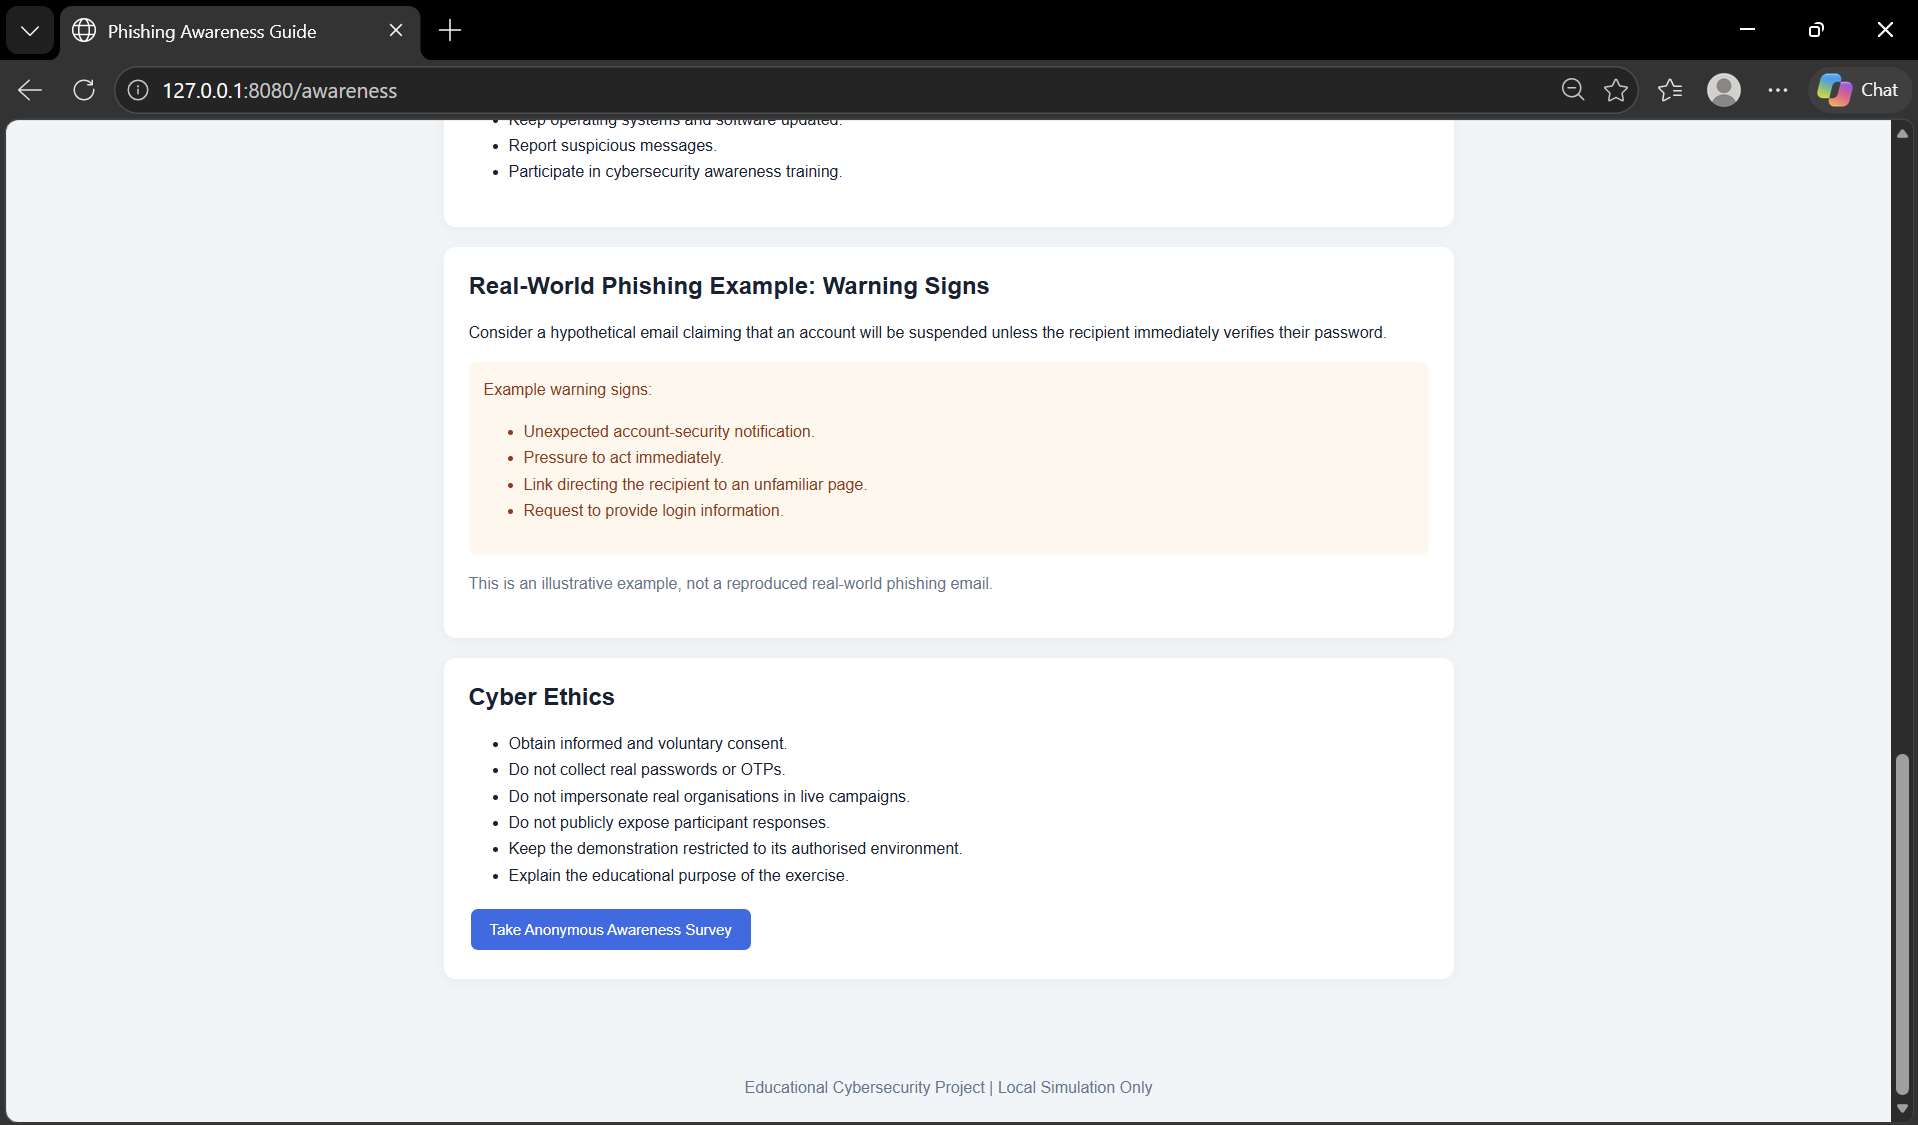 Phishing Awareness Guide
127.0.0.1:8080/awareness
Chat
Keep operating systems and software updated.
Report suspicious messages.
Participate in cybersecurity awareness training.
Real-World Phishing Example: Warning Signs
Consider a hypothetical email claiming that an account will be suspended unless the recipient immediately verifies their password.
Example warning signs:
Unexpected account-security notification.
Pressure to act immediately.
Link directing the recipient to an unfamiliar page.
Request to provide login information.
This is an illustrative example, not a reproduced real-world phishing email.
Cyber Ethics
Obtain informed and voluntary consent.
Do not collect real passwords or OTPs.
Do not impersonate real organisations in live campaigns.
Do not publicly expose participant responses.
Keep the demonstration restricted to its authorised environment.
Explain the educational purpose of the exercise.
Take Anonymous Awareness Survey
Educational Cybersecurity Project | Local Simulation Only